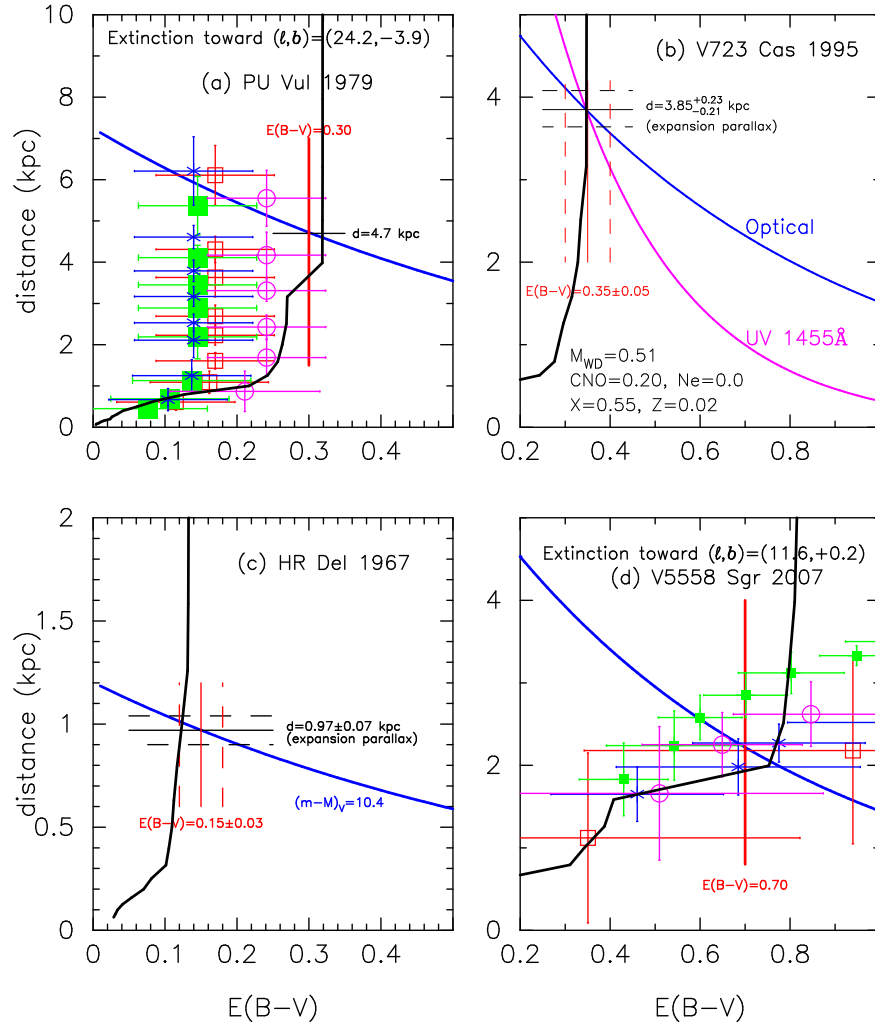 Extinction toward (ℓ,b)=(24.2,−3.9)
(a) PU Vul 1979
E(B−V)=0.30
d=4.7 kpc
distance (kpc)
10
8
6
4
2
0
0 0.1 0.2 0.3 0.4
(b) V723 Cas 1995
d=3.85+0.23−0.21 kpc
(expansion parallax)
Optical
E(B−V)=0.35±0.05
UV 1455Å
M_WD=0.51
CNO=0.20, Ne=0.0
X=0.55, Z=0.02
4
2
0
0.2 0.4 0.6 0.8
(c) HR Del 1967
d=0.97±0.07 kpc
(expansion parallax)
(m−M)_V=10.4
E(B−V)=0.15±0.03
distance (kpc)
2
1.5
1
0.5
0
0 0.1 0.2 0.3 0.4
E(B−V)
Extinction toward (ℓ,b)=(11.6,+0.2)
(d) V5558 Sgr 2007
E(B−V)=0.70
4
2
0
0.2 0.4 0.6 0.8
E(B−V)